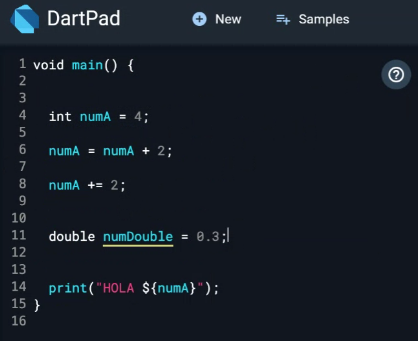 DartPad New Samples
1 void main() {
2
3
4 int numA = 4;
5
6 numA = numA + 2;
7
8 numA += 2;
9
10
11 double numDouble = 0.3;
12
13
14 print("HOLA ${numA}");
15 }
16
?